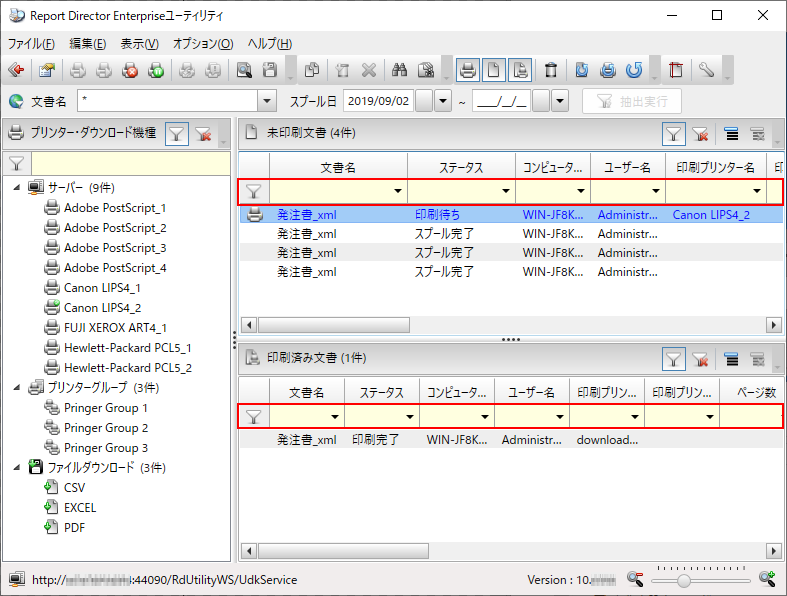 Report Director Enterpriseユーティリティ
ファイル(F) 編集(E) 表示(V) オプション(O) ヘルプ(H)
文書名 * スプール日 2019/09/02 ~ ___/__/__ 抽出実行
プリンター・ダウンロード機種
サーバー (9件)
Adobe PostScript_1
Adobe PostScript_2
Adobe PostScript_3
Adobe PostScript_4
Canon LIPS4_1
Canon LIPS4_2
FUJI XEROX ART4_1
Hewlett-Packard PCL5_1
Hewlett-Packard PCL5_2
プリンターグループ (3件)
Pringer Group 1
Pringer Group 2
Pringer Group 3
ファイルダウンロード (3件)
CSV
EXCEL
PDF
未印刷文書 (4件)
文書名 ステータス コンピュータ... ユーザー名 印刷プリンター名 印
発注書_xml 印刷待ち WIN-JF8K... Administr... Canon LIPS4_2
発注書_xml スプール完了 WIN-JF8K... Administr...
発注書_xml スプール完了 WIN-JF8K... Administr...
発注書_xml スプール完了 WIN-JF8K... Administr...
印刷済み文書 (1件)
文書名 ステータス コンピュータ... ユーザー名 印刷プリン... 印刷プリン... ページ数
発注書_xml 印刷完了 WIN-JF8K... Administr... download...
http:// :44090/RdUtilityWS/UdkService Version : 10.